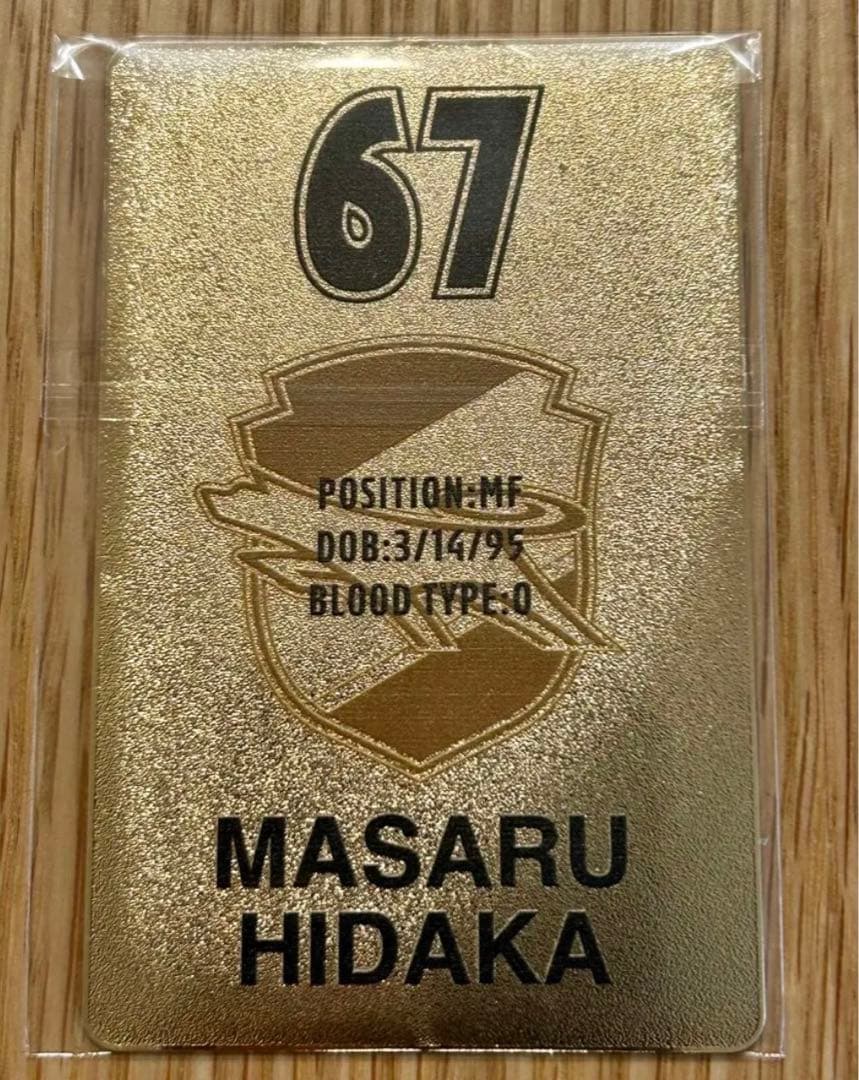 67
POSITION:MF
DOB:3/14/95
BLOOD TYPE:O
MASARU
HIDAKA